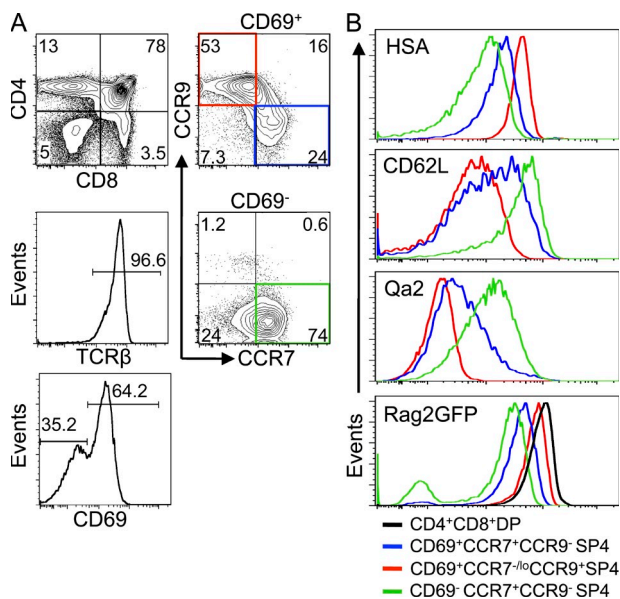 A
13
78
CD4
5
3.5
CD8
CD69⁺
53
16
CCR9
7.3
24
Events
96.6
TCRβ
CD69⁻
1.2
0.6
24
74
CCR7
Events
35.2
64.2
CD69
B
HSA
CD62L
Qa2
Rag2GFP
Events
CD4⁺CD8⁺DP
CD69⁺CCR7⁺CCR9⁻ SP4
CD69⁺CCR7⁻/ˡᵒCCR9⁺SP4
CD69⁻ CCR7⁺CCR9⁻ SP4